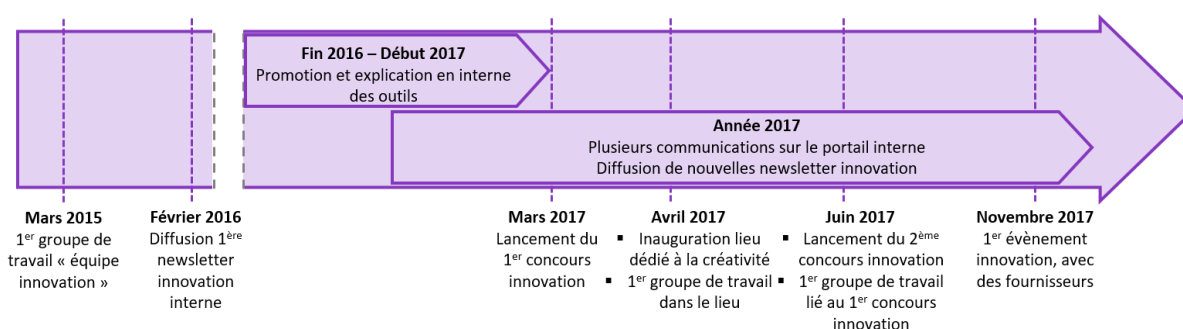 Fin 2016 – Début 2017
Promotion et explication en interne
des outils
Année 2017
Plusieurs communications sur le portail interne
Diffusion de nouvelles newsletter innovation
Mars 2015
1er groupe de
travail « équipe
innovation »
Février 2016
Diffusion 1ère
newsletter
innovation
interne
Mars 2017
Lancement du
1er concours
innovation
Avril 2017
▪ Inauguration lieu
dédié à la créativité
▪ 1er groupe de travail
dans le lieu
Juin 2017
▪ Lancement du 2ème
concours innovation
▪ 1er groupe de travail
lié au 1er concours
innovation
Novembre 2017
1er évènement
innovation, avec
des fournisseurs